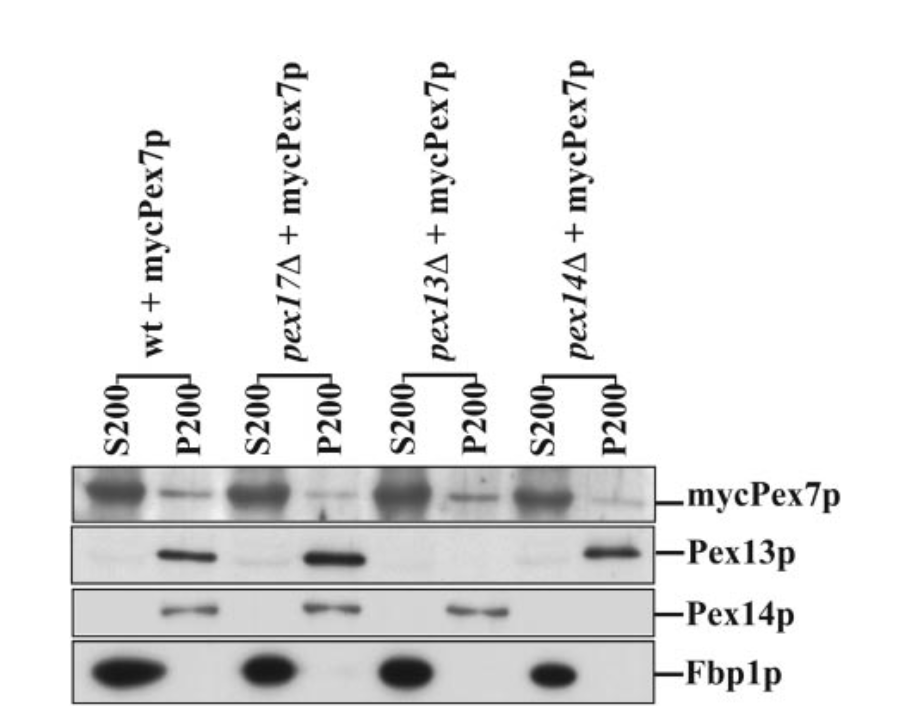 wt + mycPex7p
pex17Δ + mycPex7p
pex13Δ + mycPex7p
pex14Δ + mycPex7p
S200 P200 S200 P200 S200 P200 S200 P200
mycPex7p
Pex13p
Pex14p
Fbp1p